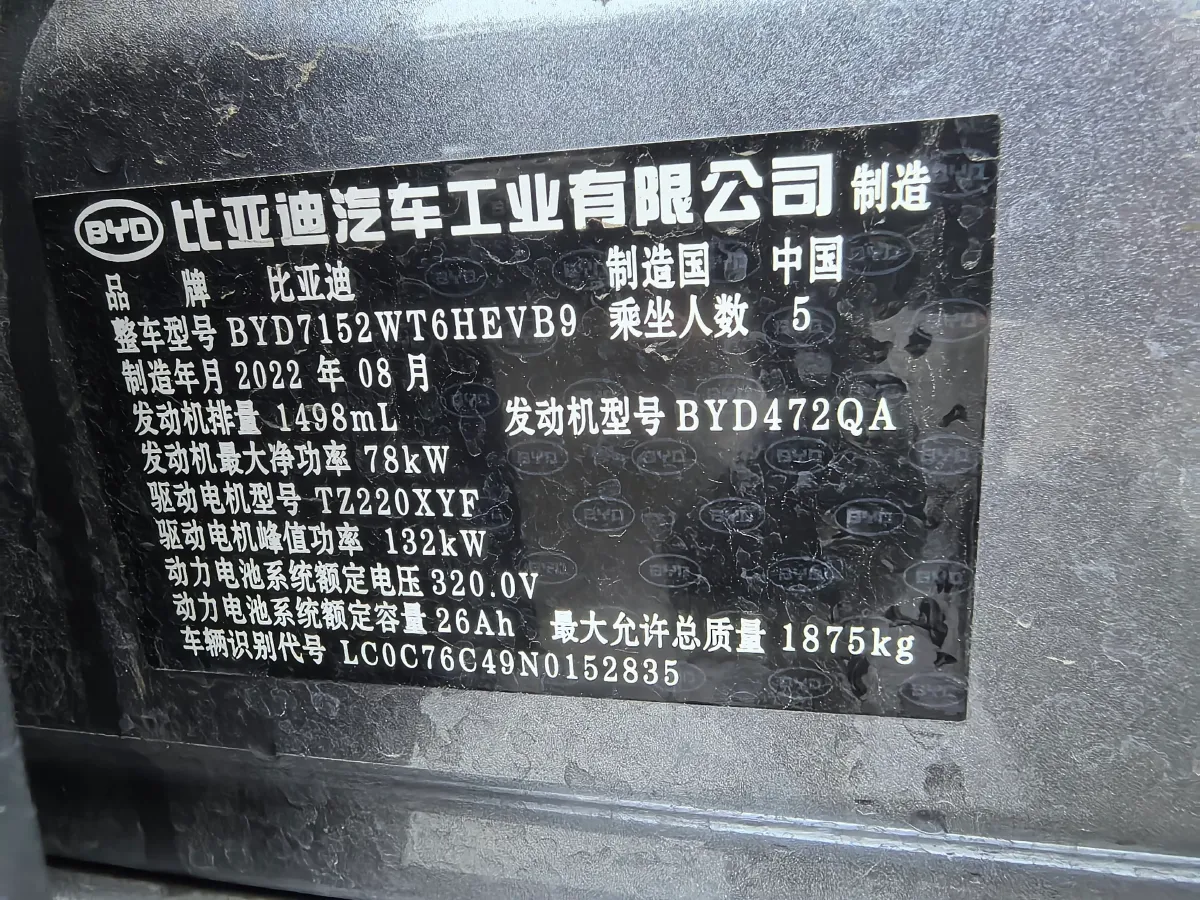 BYD 比亚迪汽车工业有限公司 制造
品 牌 比亚迪 制造国 中国
整车型号 BYD7152WT6HEVB9 乘坐人数 5
制造年月 2022 年 08 月
发动机排量 1498mL 发动机型号 BYD472QA
发动机最大净功率 78kW
驱动电机型号 TZ220XYF
驱动电机峰值功率 132kW
动力电池系统额定电压 320.0V
动力电池系统额定容量 26Ah 最大允许总质量 1875kg
车辆识别代号 LC0C76C49N0152835